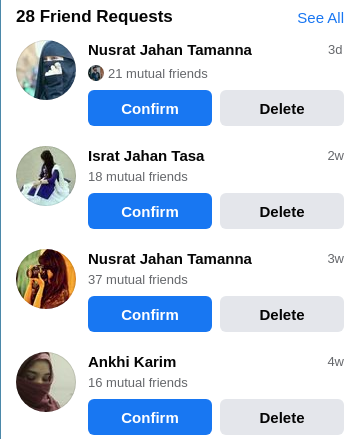 28 Friend Requests See All
Nusrat Jahan Tamanna 3d
21 mutual friends
Confirm Delete
Israt Jahan Tasa 2w
18 mutual friends
Confirm Delete
Nusrat Jahan Tamanna 3w
37 mutual friends
Confirm Delete
Ankhi Karim 4w
16 mutual friends
Confirm Delete